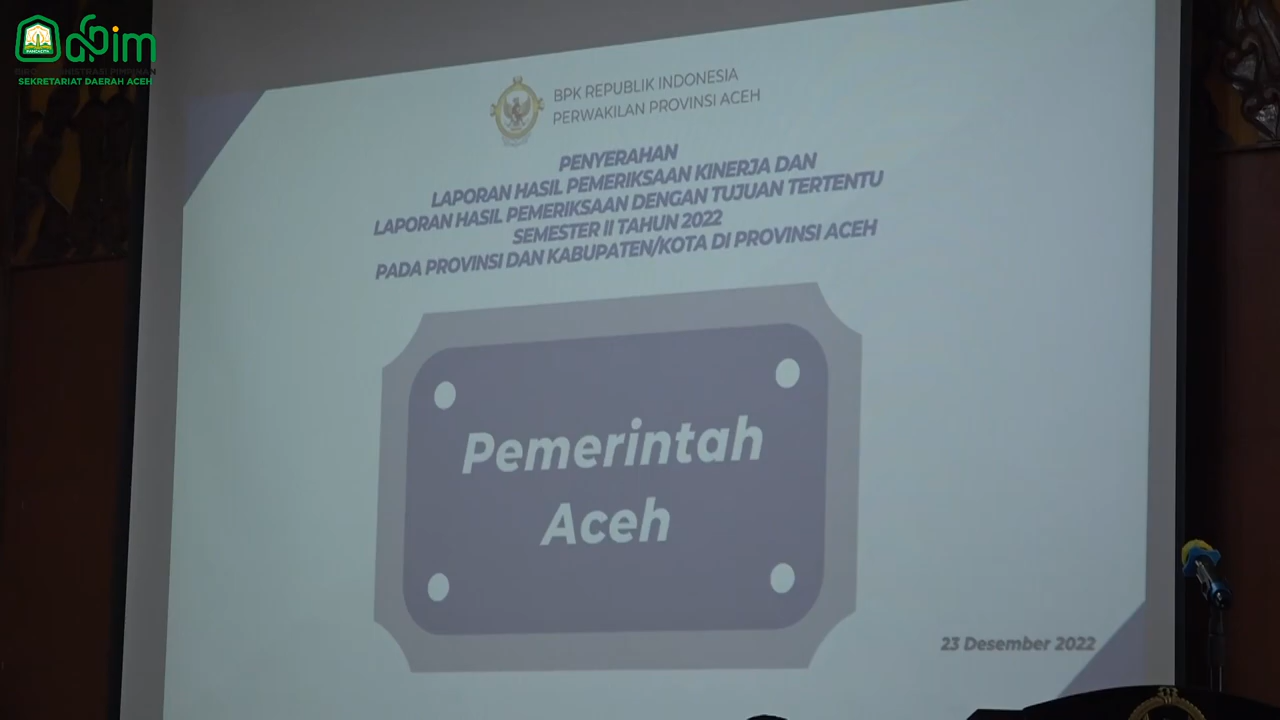 adpim
SEKRETARIAT DAERAH ACEH
BPK REPUBLIK INDONESIA
PERWAKILAN PROVINSI ACEH
PENYERAHAN
LAPORAN HASIL PEMERIKSAAN KINERJA DAN
LAPORAN HASIL PEMERIKSAAN DENGAN TUJUAN TERTENTU
SEMESTER II TAHUN 2022
PADA PROVINSI DAN KABUPATEN/KOTA DI PROVINSI ACEH
Pemerintah
Aceh
23 Desember 2022